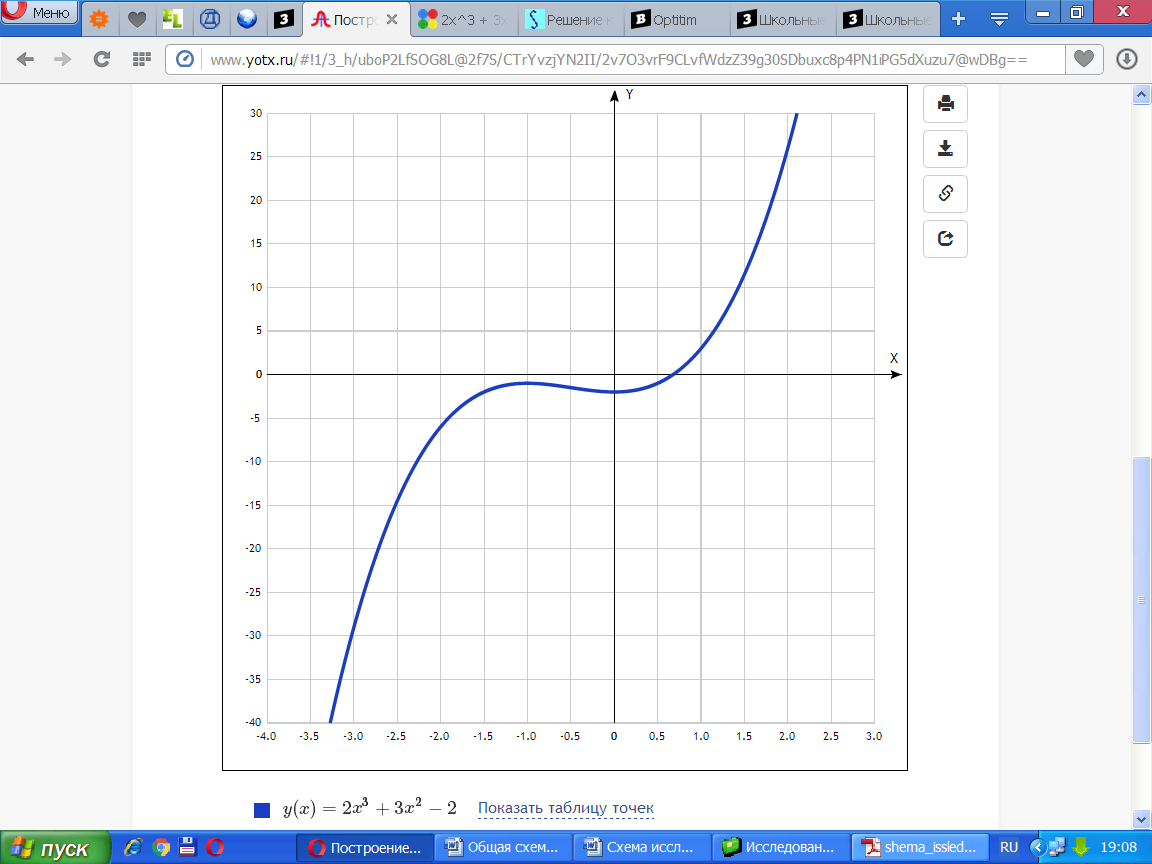 Меню
Постр
2x^3 + 3x
Решение к
Optitim
Школьные
Школьные
www.yotx.ru/#!1/3_h/uboP2LfSOG8L@2f7S/CTrYvzjYN2II/2v7O3vrF9CLvfWdzZ39g30SDbuxc8p4PN1iPG5dXuzu7@wDBg==
Y
30
25
20
15
10
5
X
0
-5
-10
-15
-20
-25
-30
-35
-40
-4.0 -3.5 -3.0 -2.5 -2.0 -1.5 -1.0 -0.5 0 0.5 1.0 1.5 2.0 2.5 3.0
y(x) = 2x³ + 3x² − 2 Показать таблицу точек
пуск Построение... Общая схем... Схема иссл... Исследован... shema_issled... RU 19:08